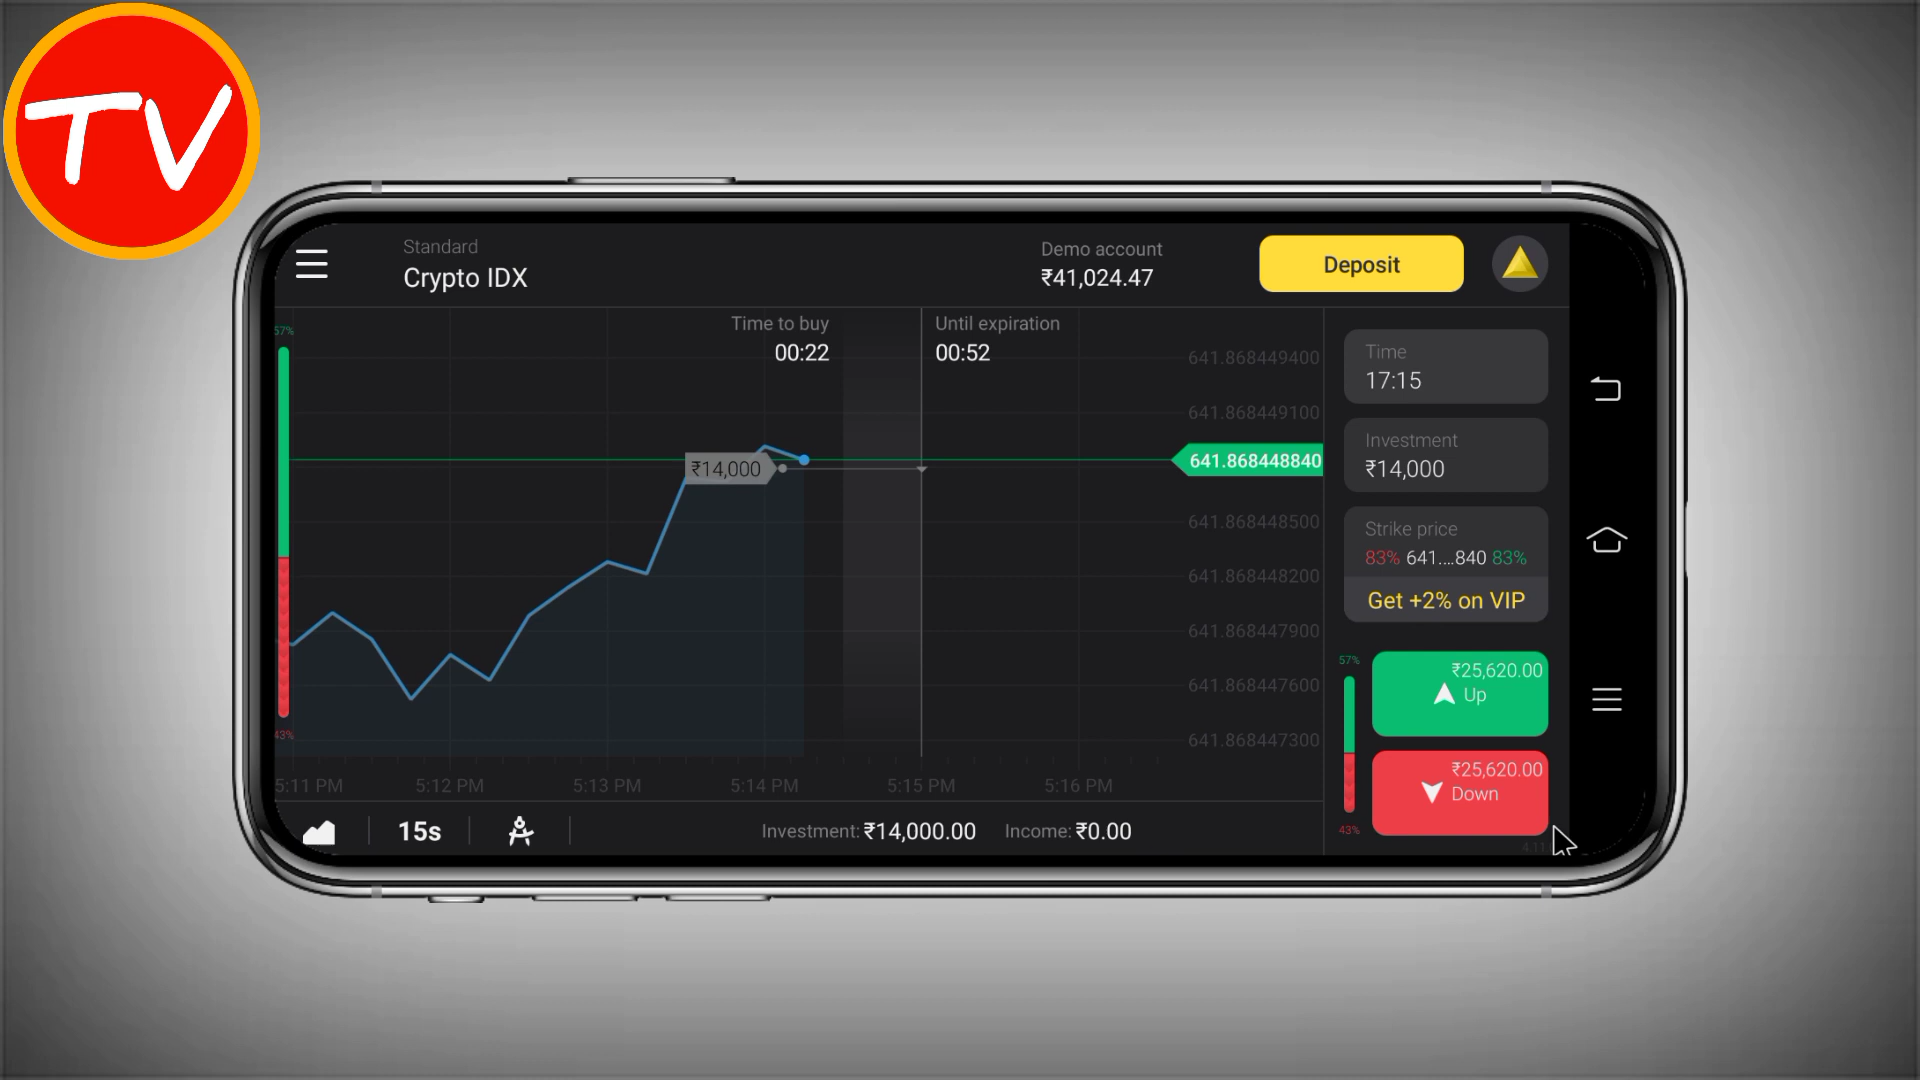 TV
Standard
Crypto IDX
Demo account
₹41,024.47
Deposit
57%
43%
Time to buy
00:22
Until expiration
00:52
₹14,000
641.868449400
641.868449100
641.868448840
641.868448500
641.868448200
641.868447900
641.868447600
641.868447300
5:11 PM
5:12 PM
5:13 PM
5:14 PM
5:15 PM
5:16 PM
15s
Investment: ₹14,000.00
Income: ₹0.00
Time
17:15
Investment
₹14,000
Strike price
83% 641....840 83%
Get +2% on VIP
57%
₹25,620.00
Up
₹25,620.00
Down
43%